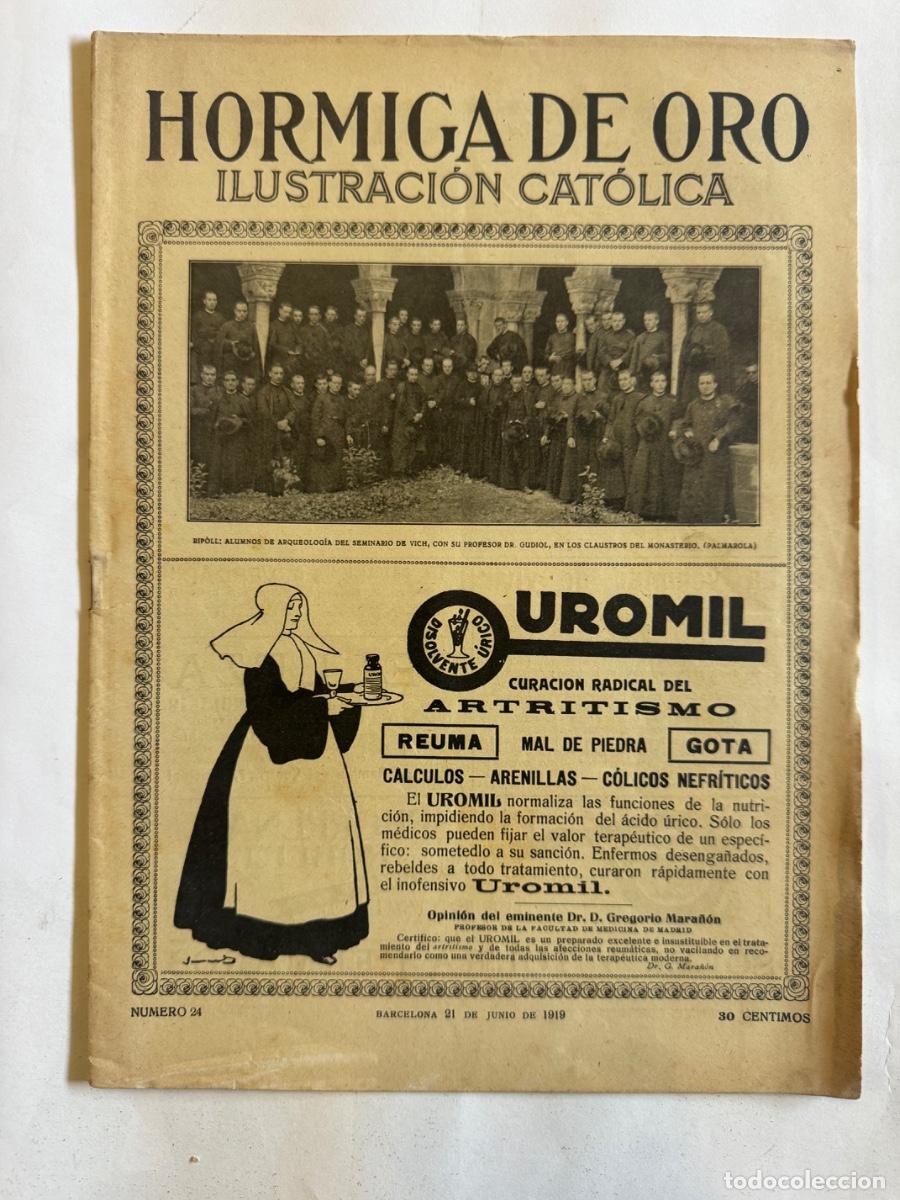 HORMIGA DE ORO
ILUSTRACIÓN CATÓLICA
RIPÓLL: ALUMNOS DE ARQUEOLOGÍA DEL SEMINARIO DE VICH, CON SU PROFESOR DR. GUDIOL, EN LOS CLAUSTROS DEL MONASTERIO. (PALMAROLA)
DISOLVENTE ÚRICO
UROMIL
CURACION RADICAL DEL
ARTRITISMO
REUMA MAL DE PIEDRA GOTA
CALCULOS — ARENILLAS — CÓLICOS NEFRÍTICOS
El UROMIL normaliza las funciones de la nutri-
ción, impidiendo la formación del ácido úrico. Sólo los
médicos pueden fijar el valor terapéutico de un especí-
fico: sometedlo a su sanción. Enfermos desengañados,
rebeldes a todo tratamiento, curaron rápidamente con
el inofensivo Uromil.
Opinión del eminente Dr. D. Gregorio Marañón
PROFESOR DE LA FACULTAD DE MEDICINA DE MADRID
Certifico: que el UROMIL es un preparado excelente e insustituible en el trata-
miento del artritismo y de todas las afecciones reumáticas, no vacilando en reco-
mendarlo como una verdadera adquisición de la terapéutica moderna.
Dr. G. Marañón
NUMERO 24 BARCELONA 21 DE JUNIO DE 1919 30 CENTIMOS
todocoleccion